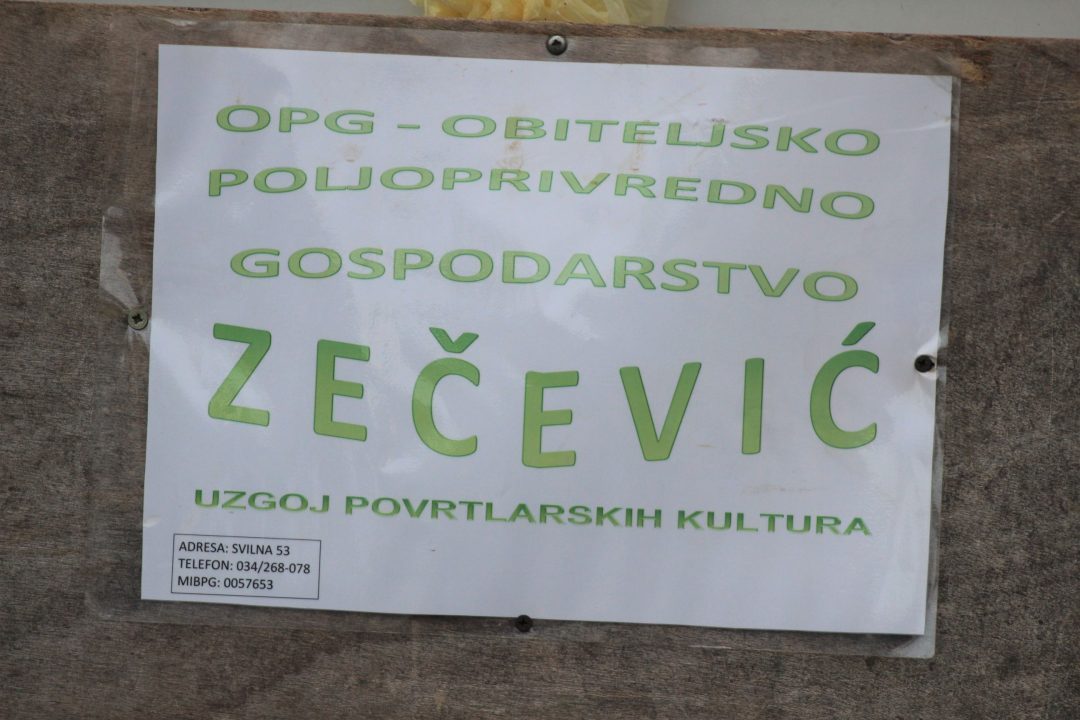 OPG - OBITELJSKO
POLJOPRIVREDNO
GOSPODARSTVO
ZEČEVIĆ
UZGOJ POVRTLARSKIH KULTURA
ADRESA: SVILNA 53
TELEFON: 034/268-078
MIBPG: 0057653